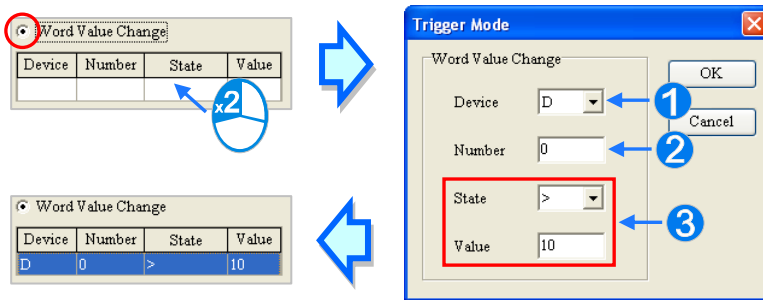 Word Value Change
Device Number State Value
x2
Trigger Mode
Word Value Change
Device D
1
Number 0
2
State >
Value 10
3
OK
Cancel
Word Value Change
Device Number State Value
D 0 > 10